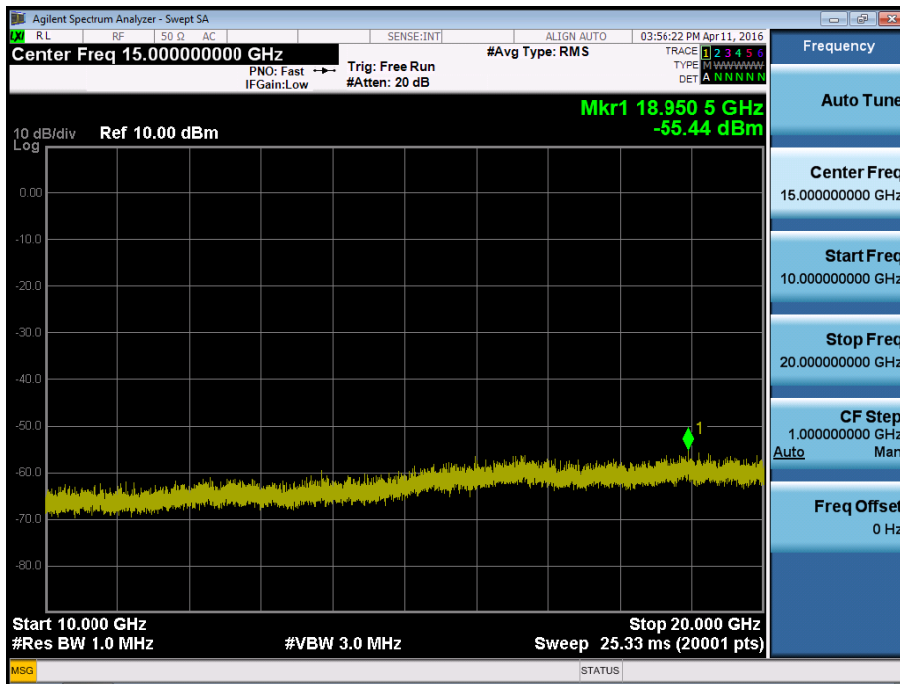 Agilent Spectrum Analyzer - Swept SA
LXI RL RF 50 Ω AC SENSE:INT ALIGN AUTO 03:56:22 PM Apr 11, 2016
Center Freq 15.000000000 GHz
PNO: Fast
IFGain:Low
Trig: Free Run
#Atten: 20 dB
#Avg Type: RMS
TRACE 1 2 3 4 5 6
TYPE M WWWWW
DET A N N N N N
Mkr1 18.950 5 GHz
-55.44 dBm
10 dB/div Ref 10.00 dBm
Log
0.00
-10.0
-20.0
-30.0
-40.0
-50.0
-60.0
-70.0
-80.0
1
Start 10.000 GHz Stop 20.000 GHz
#Res BW 1.0 MHz #VBW 3.0 MHz Sweep 25.33 ms (20001 pts)
MSG STATUS
Frequency
Auto Tune
Center Freq
15.000000000 GHz
Start Freq
10.000000000 GHz
Stop Freq
20.000000000 GHz
CF Step
1.000000000 GHz
Auto Man
Freq Offset
0 Hz